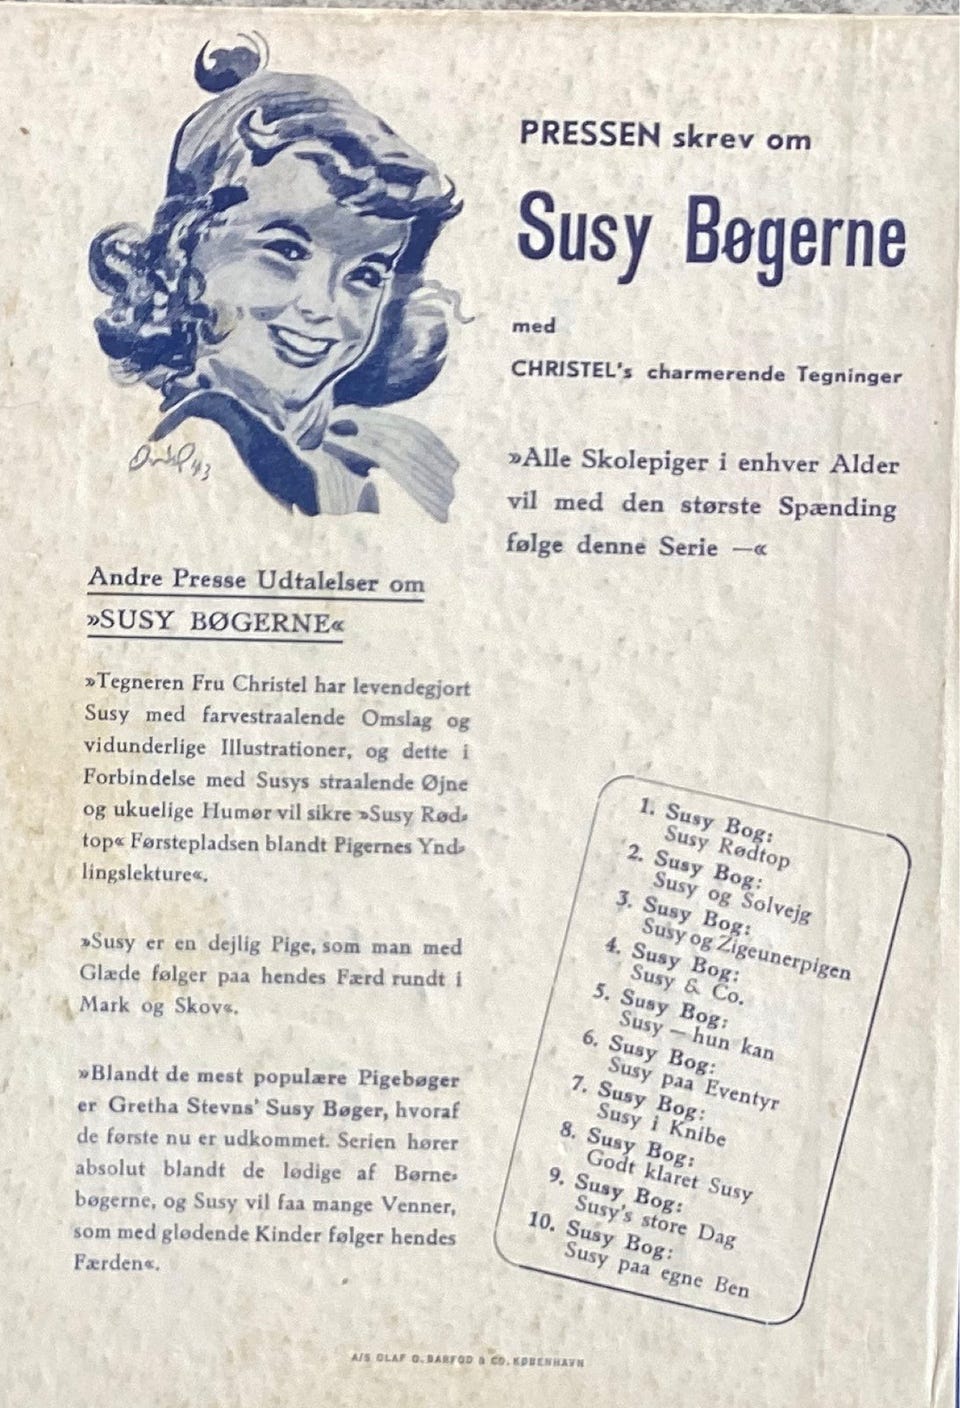 PRESSEN skrev om
Susy Bøgerne
med
CHRISTEL's charmerende Tegninger
»Alle Skolepiger i enhver Alder
vil med den største Spænding
følge denne Serie —«
43
Andre Presse Udtalelser om
»SUSY BØGERNE«
»Tegneren Fru Christel har levendegjort
Susy med farvestraalende Omslag og
vidunderlige Illustrationer, og dette i
Forbindelse med Susys straalende Øjne
og ukuelige Humør vil sikre »Susy Rød-
top« Førstepladsen blandt Pigernes Ynd-
lingslekture«.
»Susy er en dejlig Pige, som man med
Glæde følger paa hendes Færd rundt i
Mark og Skov«.
»Blandt de mest populære Pigebøger
er Gretha Stevns' Susy Bøger, hvoraf
de første nu er udkommet. Serien hører
absolut blandt de lødige af Børne-
bøgerne, og Susy vil faa mange Venner,
som med glødende Kinder følger hendes
Færden«.
1. Susy Bog:
Susy Rødtop
2. Susy Bog:
Susy og Solvejg
3. Susy Bog:
Susy og Zigeunerpigen
4. Susy Bog:
Susy & Co.
5. Susy Bog:
Susy — hun kan
6. Susy Bog:
Susy paa Eventyr
7. Susy Bog:
Susy i Knibe
8. Susy Bog:
Godt klaret Susy
9. Susy Bog:
Susy's store Dag
10. Susy Bog:
Susy paa egne Ben
A/S OLAF O. BARFOD & CO. KØBENHAVN